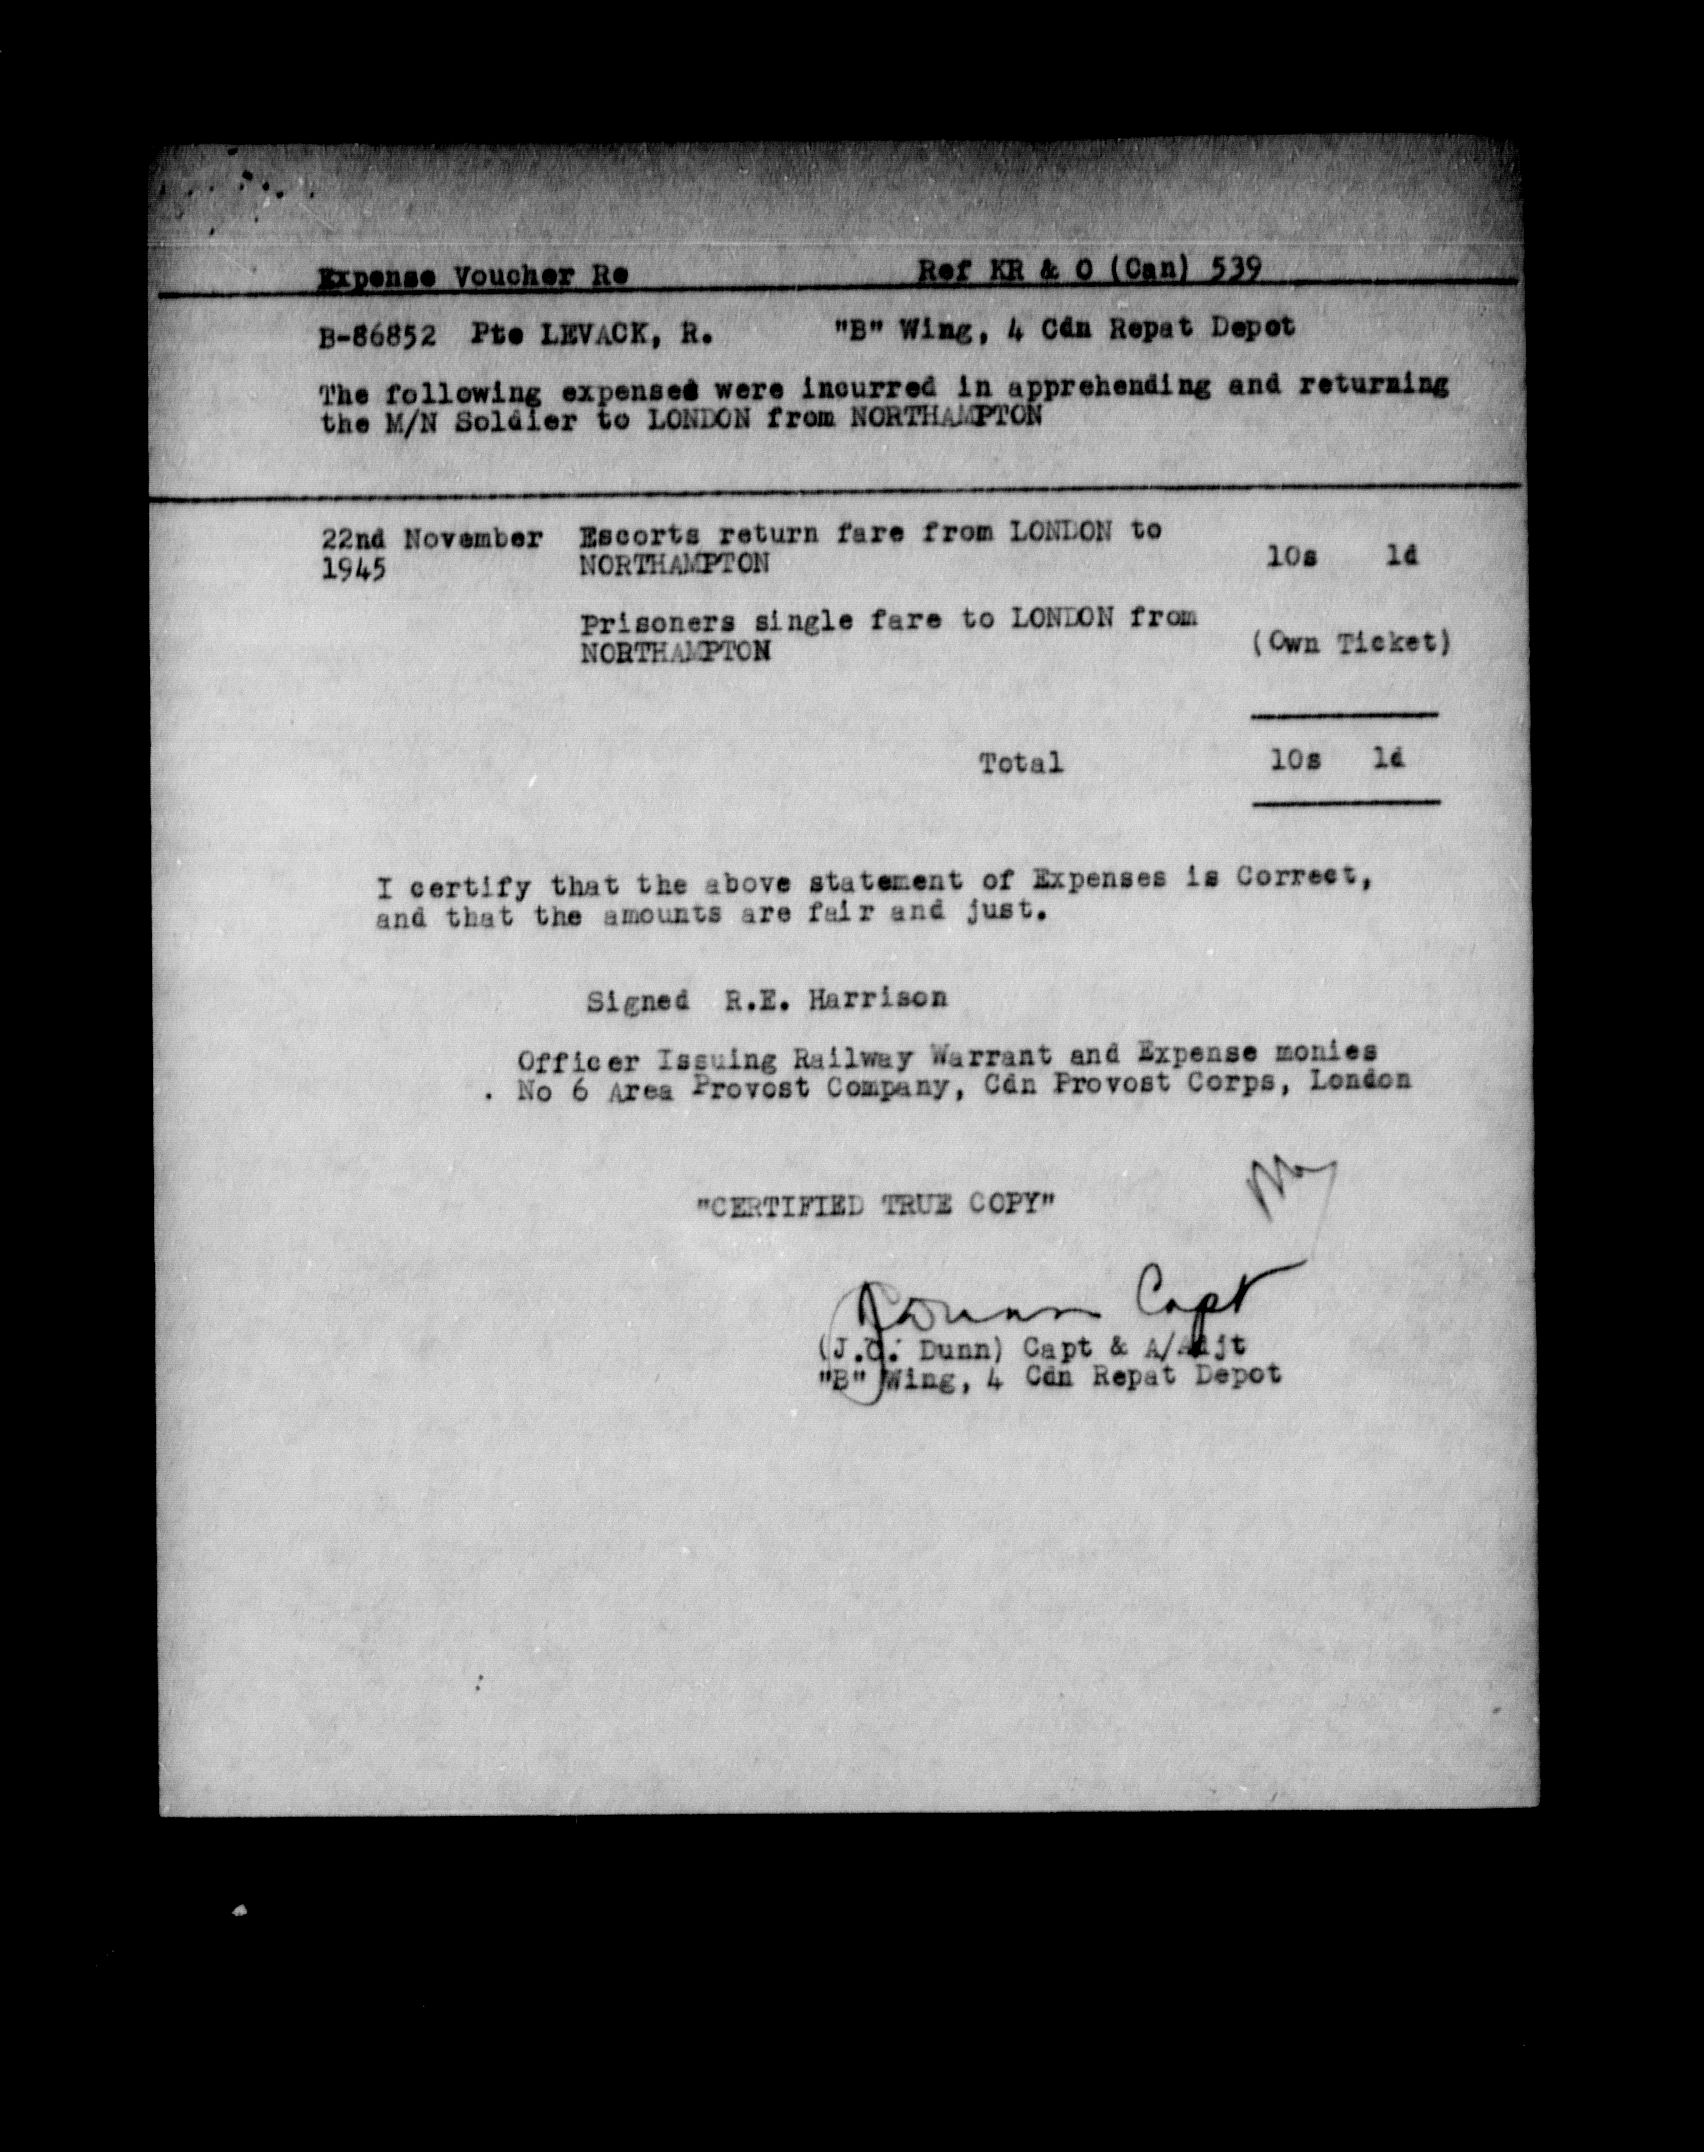 Expense Voucher Re Ref KR & O (Can) 539
B-86852 Pte LEVACK, R. "B" Wing, 4 Cdn Repat Depot
The following expenses were incurred in apprehending and returning
the M/N Soldier to LONDON from NORTHAMPTON
22nd November Escorts return fare from LONDON to
1945 NORTHAMPTON 10s 1d
Prisoners single fare to LONDON from
NORTHAMPTON (Own Ticket)
Total 10s 1d
I certify that the above statement of Expenses is Correct,
and that the amounts are fair and just.
Signed R.E. Harrison
Officer Issuing Railway Warrant and Expense monies
. No 6 Area Provost Company, Cdn Provost Corps, London
"CERTIFIED TRUE COPY"
Dunn Capt
(J.C. Dunn) Capt & A/Adjt
"B" Wing, 4 Cdn Repat Depot